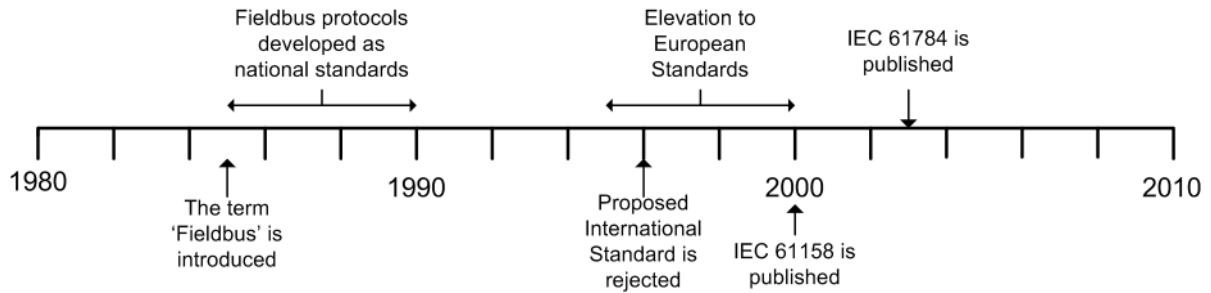 Fieldbus protocols
developed as
national standards
Elevation to
European
Standards
IEC 61784 is
published
1980
1990
2000
2010
The term
‘Fieldbus’ is
introduced
Proposed
International
Standard is
rejected
IEC 61158 is
published